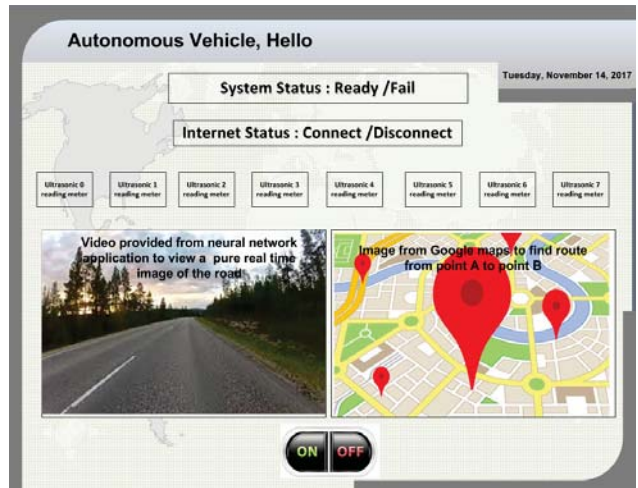 Autonomous Vehicle, Hello
Tuesday, November 14, 2017
System Status : Ready /Fail
Internet Status : Connect /Disconnect
Ultrasonic 0
reading meter
Ultrasonic 1
reading meter
Ultrasonic 2
reading meter
Ultrasonic 3
reading meter
Ultrasonic 4
reading meter
Ultrasonic 5
reading meter
Ultrasonic 6
reading meter
Ultrasonic 7
reading meter
Video provided from neural network
application to view a pure real time
image of the road
Image from Google maps to find route
from point A to point B
ON OFF